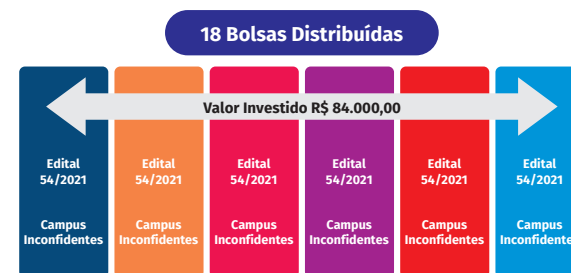 18 Bolsas Distribuídas
Valor Investido R$ 84.000,00
Edital
54/2021
Campus
Inconfidentes
Edital
54/2021
Campus
Inconfidentes
Edital
54/2021
Campus
Inconfidentes
Edital
54/2021
Campus
Inconfidentes
Edital
54/2021
Campus
Inconfidentes
Edital
54/2021
Campus
Inconfidente